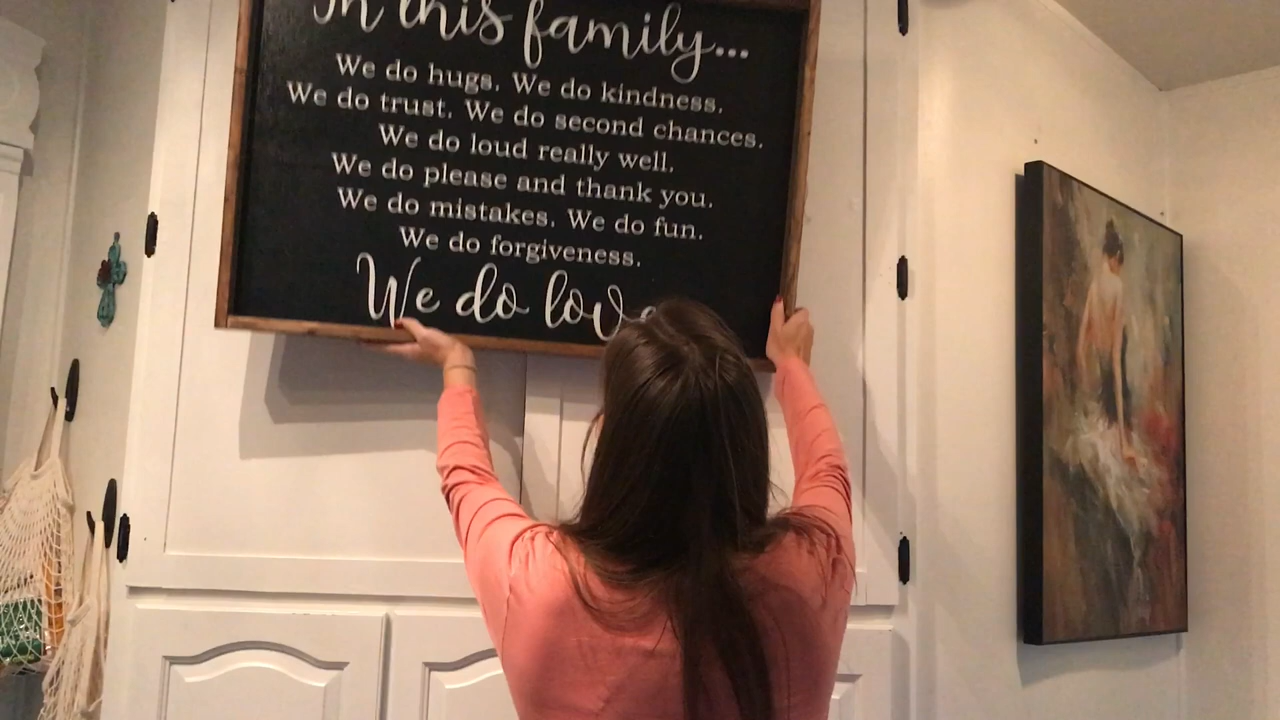 In this family...
We do hugs. We do kindness.
We do trust. We do second chances.
We do loud really well.
We do please and thank you.
We do mistakes. We do fun.
We do forgiveness.
We do love